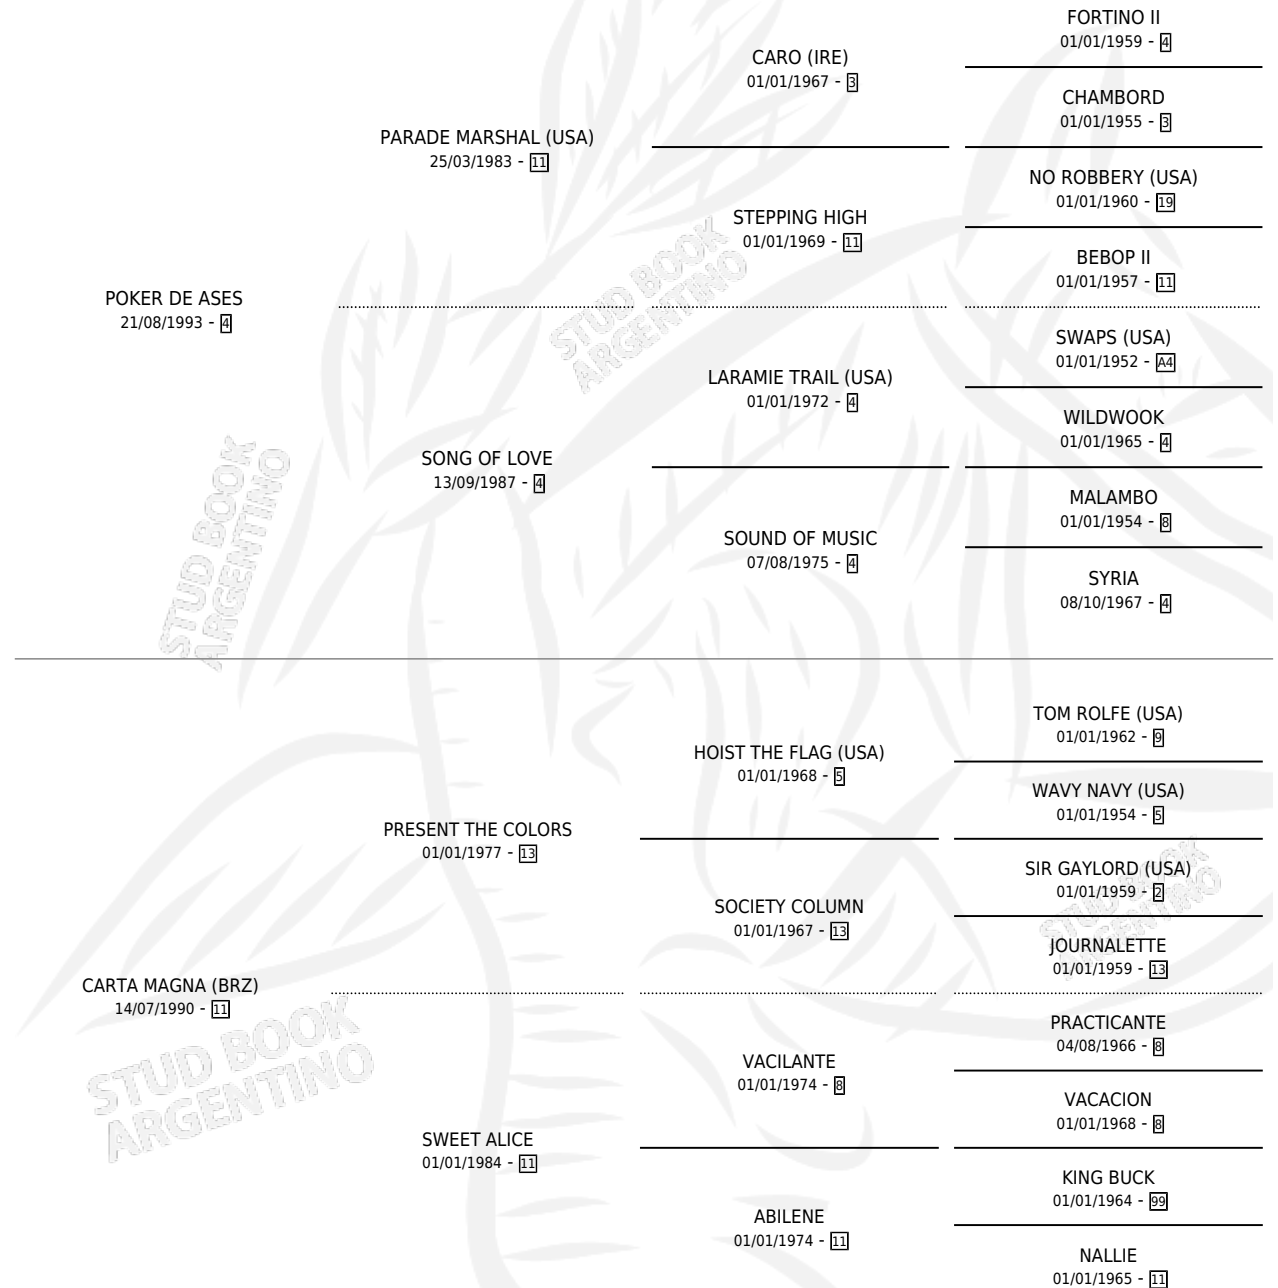 FORTINO II
01/01/1959 - 4
CARO (IRE)
01/01/1967 - 3
CHAMBORD
01/01/1955 - 3
PARADE MARSHAL (USA)
25/03/1983 - 11
NO ROBBERY (USA)
01/01/1960 - 19
STEPPING HIGH
01/01/1969 - 11
BEBOP II
01/01/1957 - 11
POKER DE ASES
21/08/1993 - 4
SWAPS (USA)
01/01/1952 - A4
LARAMIE TRAIL (USA)
01/01/1972 - 4
WILDWOOK
01/01/1965 - 4
SONG OF LOVE
13/09/1987 - 4
MALAMBO
01/01/1954 - 8
SOUND OF MUSIC
07/08/1975 - 4
SYRIA
08/10/1967 - 4
STUD BOOK
ARGENTINO
STUD BOOK
ARGENTINO
TOM ROLFE (USA)
01/01/1962 - 9
HOIST THE FLAG (USA)
01/01/1968 - 5
WAVY NAVY (USA)
01/01/1954 - 5
PRESENT THE COLORS
01/01/1977 - 13
SIR GAYLORD (USA)
01/01/1959 - 2
SOCIETY COLUMN
01/01/1967 - 13
JOURNALETTE
01/01/1959 - 13
CARTA MAGNA (BRZ)
14/07/1990 - 11
PRACTICANTE
04/08/1966 - 8
VACILANTE
01/01/1974 - 8
VACACION
01/01/1968 - 8
SWEET ALICE
01/01/1984 - 11
KING BUCK
01/01/1964 - 99
ABILENE
01/01/1974 - 11
NALLIE
01/01/1965 - 11
STUD BOOK
ARGENTINO
STUD BOOK
ARGENTINO